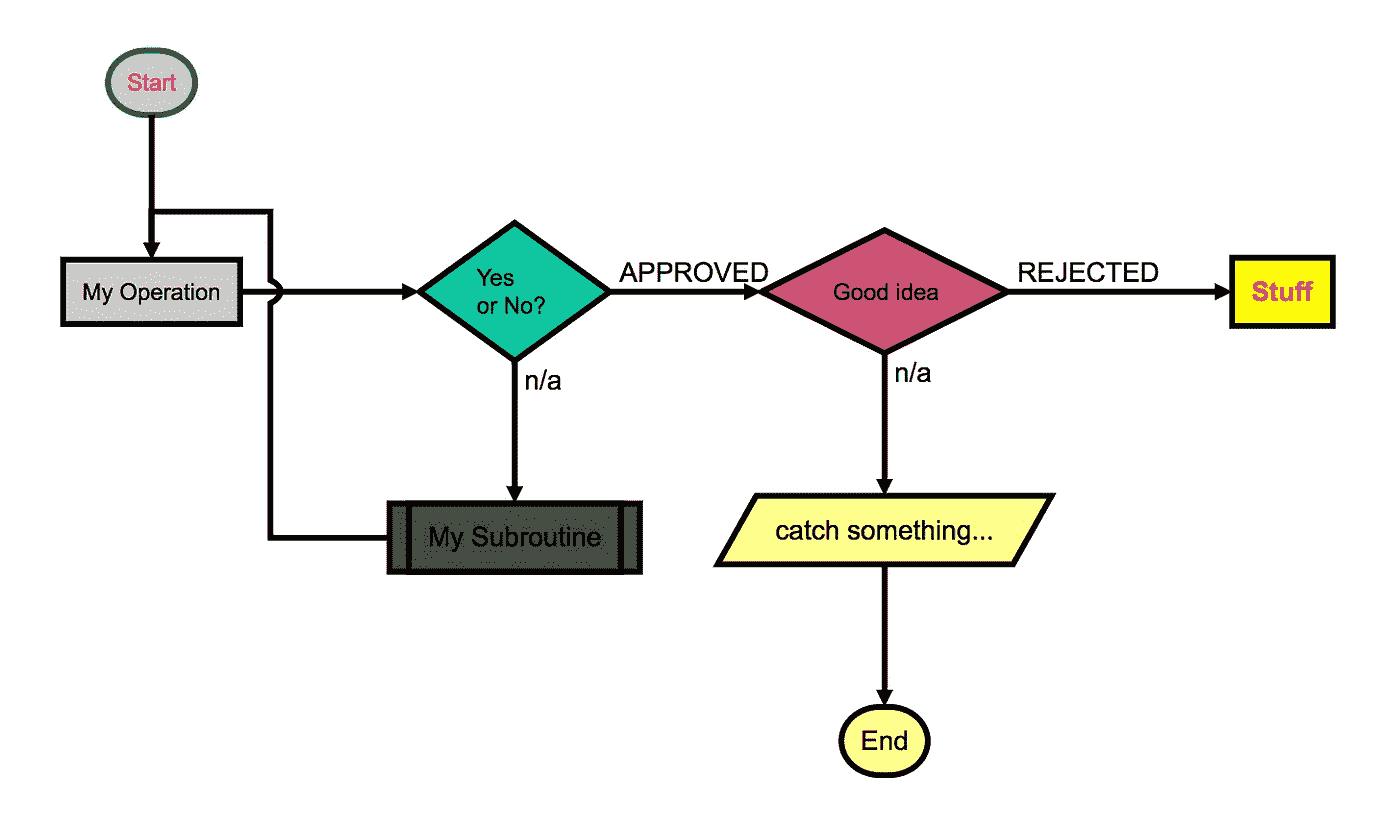 Start
My Operation
Yes
or No?
APPROVED
Good idea
REJECTED
Stuff
n/a
n/a
My Subroutine
catch something...
End